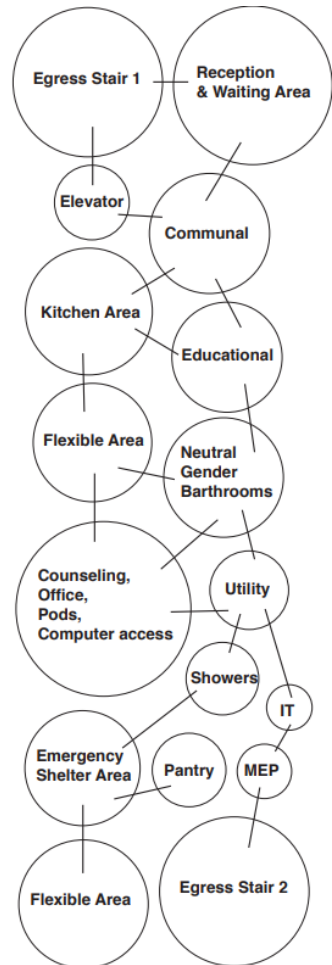 Egress Stair 1
Reception
& Waiting Area
Elevator
Communal
Kitchen Area
Educational
Flexible Area
Neutral
Gender
Barthrooms
Counseling,
Office,
Pods,
Computer access
Utility
Showers
IT
Emergency
Shelter Area
Pantry
MEP
Flexible Area
Egress Stair 2